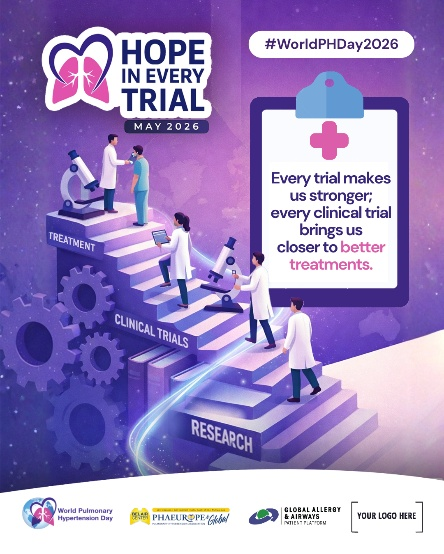 HOPE
IN EVERY
TRIAL
MAY 2026
#WorldPHDay2026
Every trial makes
us stronger;
every clinical trial
brings us
closer to better
treatments.
TREATMENT
CLINICAL TRIALS
RESEARCH
World Pulmonary
Hypertension Day
PHAEUROPE+Global
GLOBAL ALLERGY
& AIRWAYS
PATIENT PLATFORM
YOUR LOGO HERE